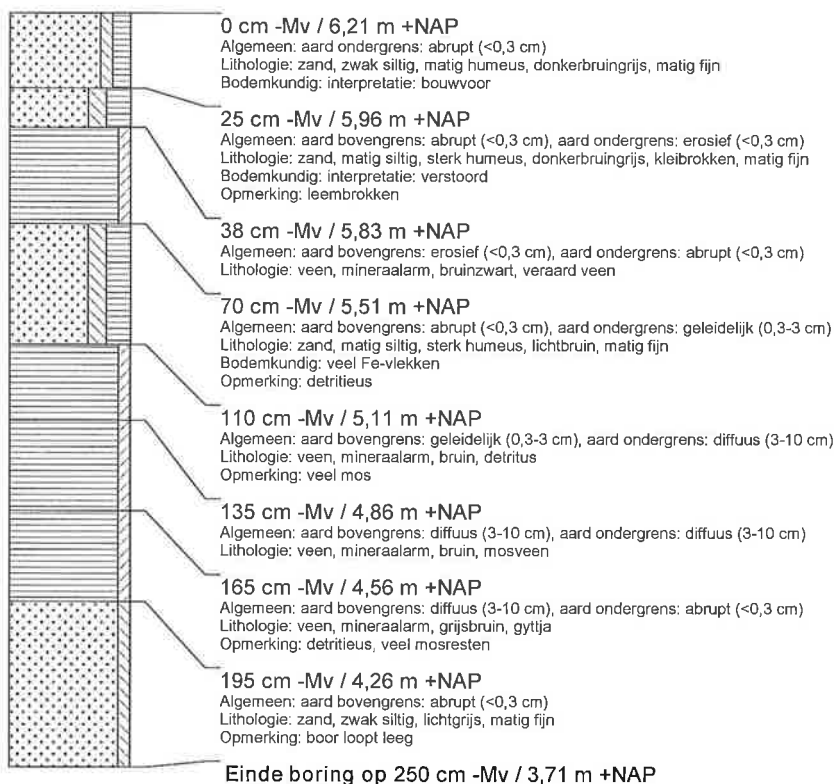 0 cm -Mv / 6,21 m +NAP
Algemeen: aard ondergrens: abrupt (<0,3 cm)
Lithologie: zand, zwak siltig, matig humeus, donkerbruingrijs, matig fijn
Bodemkundig: interpretatie: bouwvoor
25 cm -Mv / 5,96 m +NAP
Algemeen: aard bovengrens: abrupt (<0,3 cm), aard ondergrens: erosief (<0,3 cm)
Lithologie: zand, matig siltig, sterk humeus, donkerbruingrijs, kleibrokken, matig fijn
Bodemkundig: interpretatie: verstoord
Opmerking: leembrokken
38 cm -Mv / 5,83 m +NAP
Algemeen: aard bovengrens: erosief (<0,3 cm), aard ondergrens: abrupt (<0,3 cm)
Lithologie: veen, mineraalarm, bruinzwart, veraard veen
70 cm -Mv / 5,51 m +NAP
Algemeen: aard bovengrens: abrupt (<0,3 cm), aard ondergrens: geleidelijk (0,3-3 cm)
Lithologie: zand, matig siltig, sterk humeus, lichtbruin, matig fijn
Bodemkundig: veel Fe-vlekken
Opmerking: detritieus
110 cm -Mv / 5,11 m +NAP
Algemeen: aard bovengrens: geleidelijk (0,3-3 cm), aard ondergrens: diffuus (3-10 cm)
Lithologie: veen, mineraalarm, bruin, detritus
Opmerking: veel mos
135 cm -Mv / 4,86 m +NAP
Algemeen: aard bovengrens: diffuus (3-10 cm), aard ondergrens: diffuus (3-10 cm)
Lithologie: veen, mineraalarm, bruin, mosveen
165 cm -Mv / 4,56 m +NAP
Algemeen: aard bovengrens: diffuus (3-10 cm), aard ondergrens: abrupt (<0,3 cm)
Lithologie: veen, mineraalarm, grijsbruin, gyttja
Opmerking: detritieus, veel mosresten
195 cm -Mv / 4,26 m +NAP
Algemeen: aard bovengrens: abrupt (<0,3 cm)
Lithologie: zand, zwak siltig, lichtgrijs, matig fijn
Opmerking: boor loopt leeg
Einde boring op 250 cm -Mv / 3,71 m +NAP